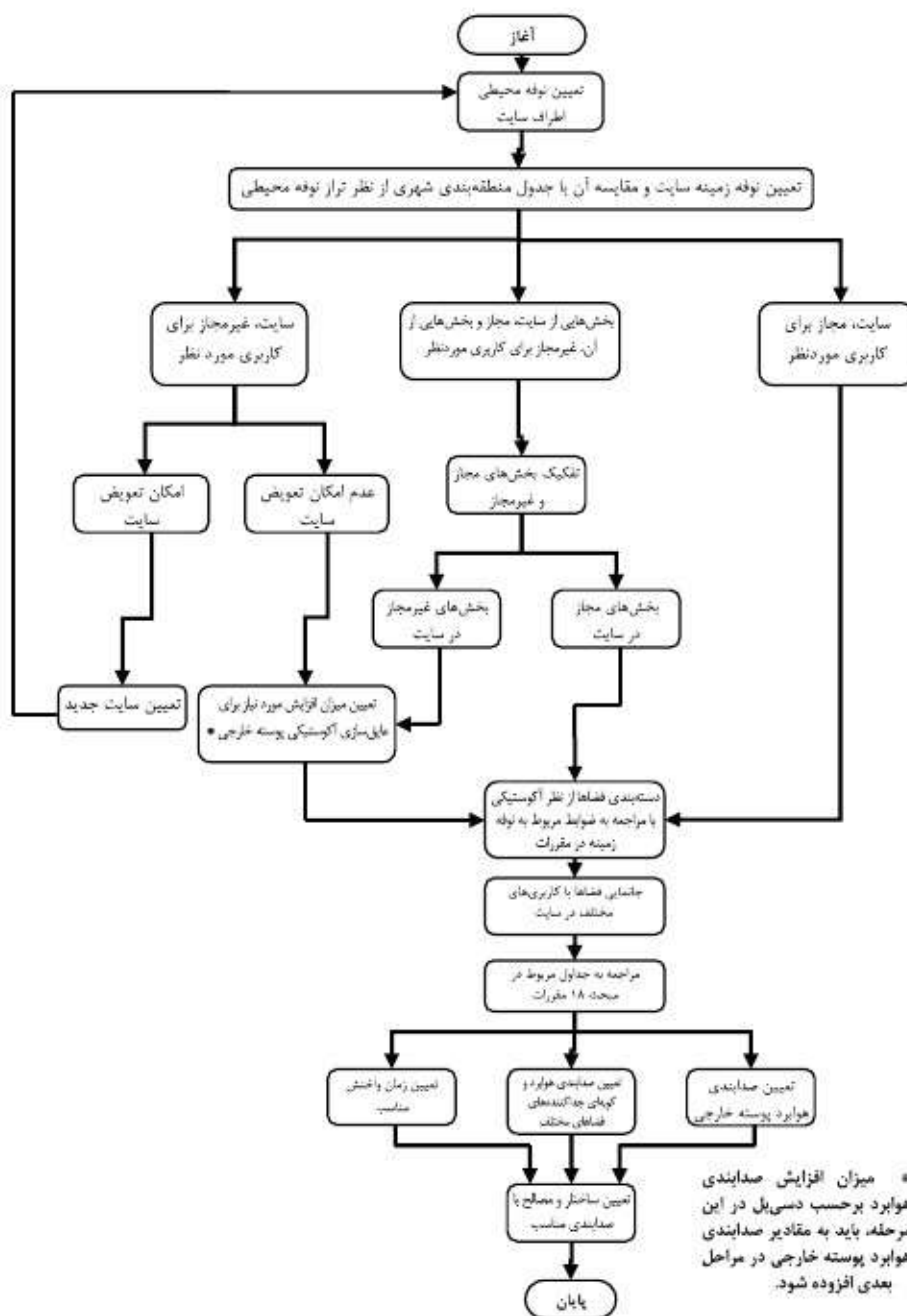 آغاز
تعیین نوفه محیطی
اطراف سایت
تعیین نوفه زمینه سایت و مقایسه آن با جدول منطقه‌بندی شهری از نظر تراز نوفه محیطی
سایت، مجاز برای
کاربری موردنظر
بخش‌هایی از سایت، مجاز و بخش‌هایی از
آن، غیرمجاز برای کاربری موردنظر
سایت، غیرمجاز برای
کاربری مورد نظر
تفکیک بخش‌های مجاز
و غیرمجاز
عدم امکان تعویض
سایت
امکان تعویض
سایت
بخش‌های مجاز
در سایت
بخش‌های غیرمجاز
در سایت
تعیین میزان افزایش مورد نیاز برای
عایق‌سازی آکوستیکی پوسته خارجی *
تعیین سایت جدید
دسته‌بندی فضاها از نظر آکوستیکی
با مراجعه به ضوابط مربوط به نوفه
زمینه در مقررات
جانمایی فضاها با کاربری‌های
مختلف در سایت
مراجعه به جداول مربوط در
مبحث ۱۸ مقررات
تعیین صدابندی
هوابرد پوسته خارجی
تعیین صدابندی هوابرد و
کوبه‌ای جداکننده‌های
فضاهای مختلف
تعیین زمان واخنش
مناسب
تعیین ساختار و مصالح با
صدابندی مناسب
پایان
* میزان افزایش صدابندی
هوابرد برحسب دسی‌بل در این
مرحله، باید به مقادیر صدابندی
هوابرد پوسته خارجی در مراحل
بعدی افزوده شود.